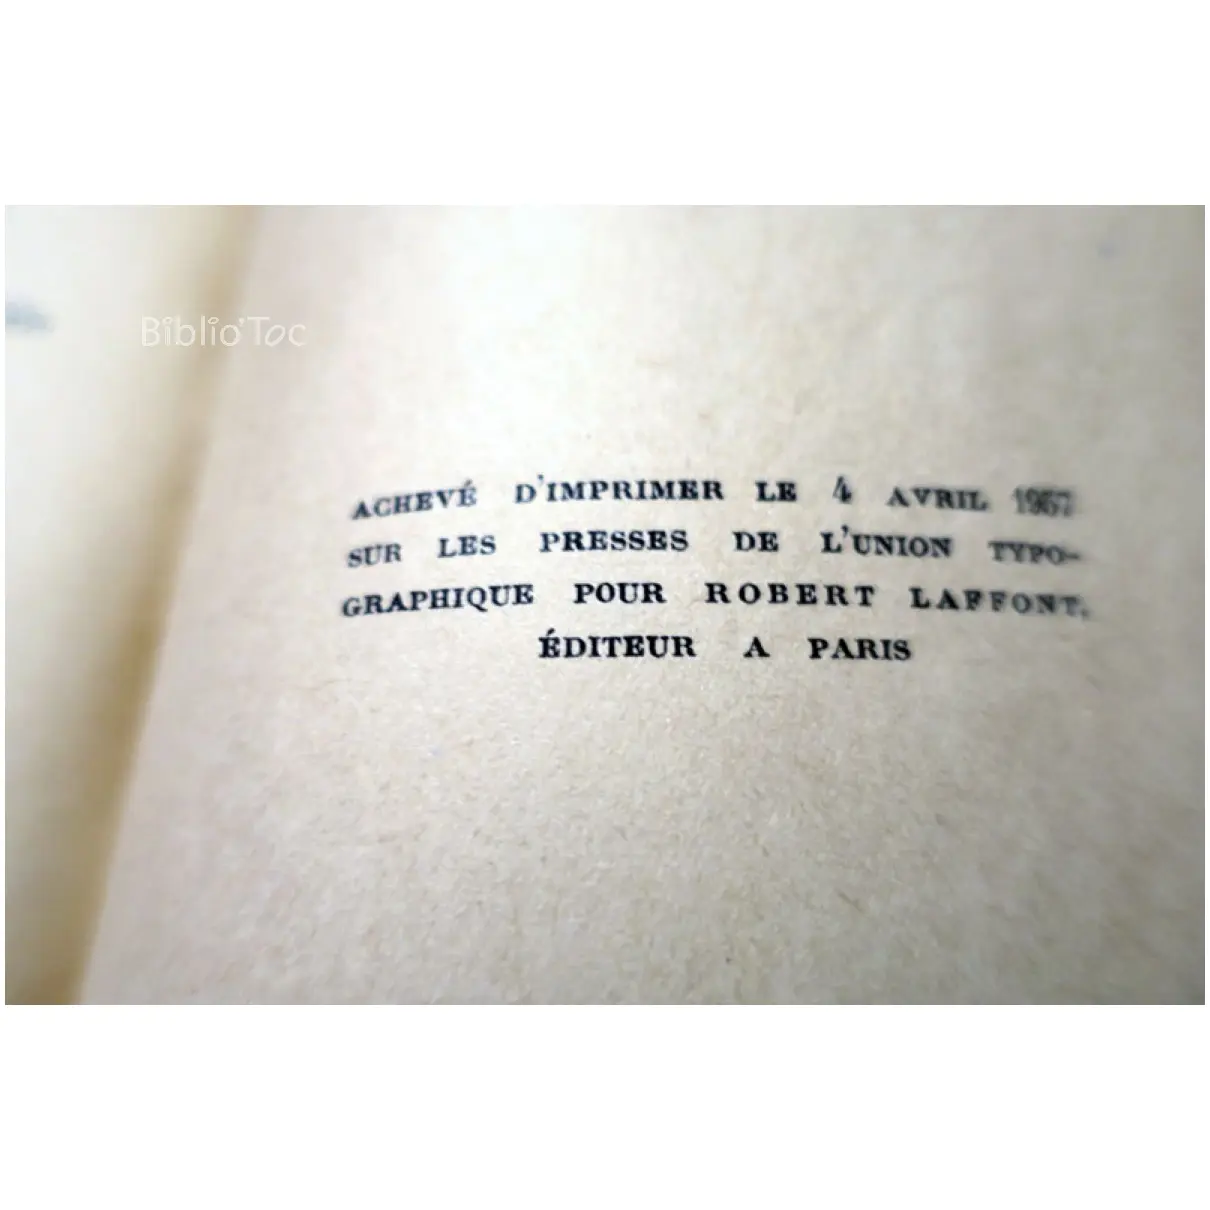 Biblio'Toc
ACHEVÉ D'IMPRIMER LE 4 AVRIL
SUR LES PRESSES DE L'UNION TYPO-
GRAPHIQUE POUR ROBERT LAFFONT,
ÉDITEUR A PARIS